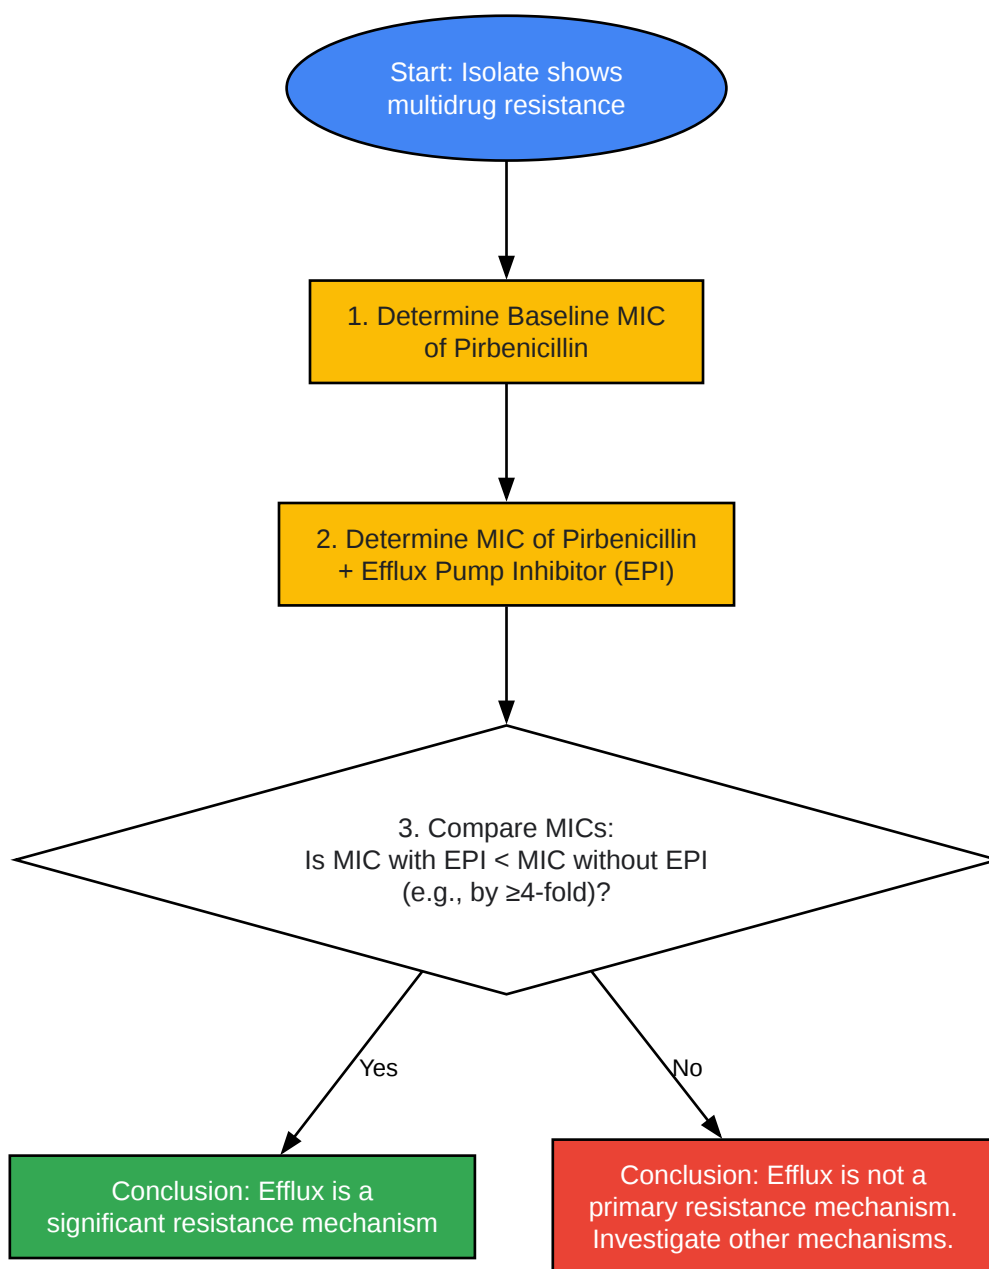 Start: Isolate shows
multidrug resistance
1. Determine Baseline MIC
of Pirbenicillin
2. Determine MIC of Pirbenicillin
+ Efflux Pump Inhibitor (EPI)
3. Compare MICs:
Is MIC with EPI < MIC without EPI
(e.g., by ≥4-fold)?
Yes
No
Conclusion: Efflux is a
significant resistance mechanism
Conclusion: Efflux is not a
primary resistance mechanism.
Investigate other mechanisms.